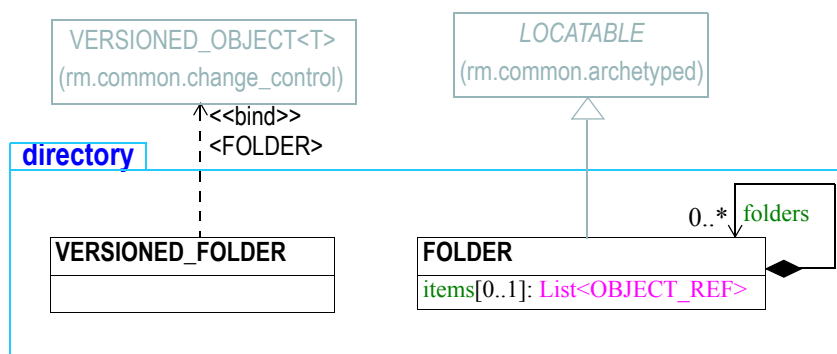 VERSIONED_OBJECT<T>
(rm.common.change_control)
LOCATABLE
(rm.common.archetyped)
<<bind>>
<FOLDER>
directory
0..*
folders
VERSIONED_FOLDER
FOLDER
items[0..1]: List<OBJECT_REF>